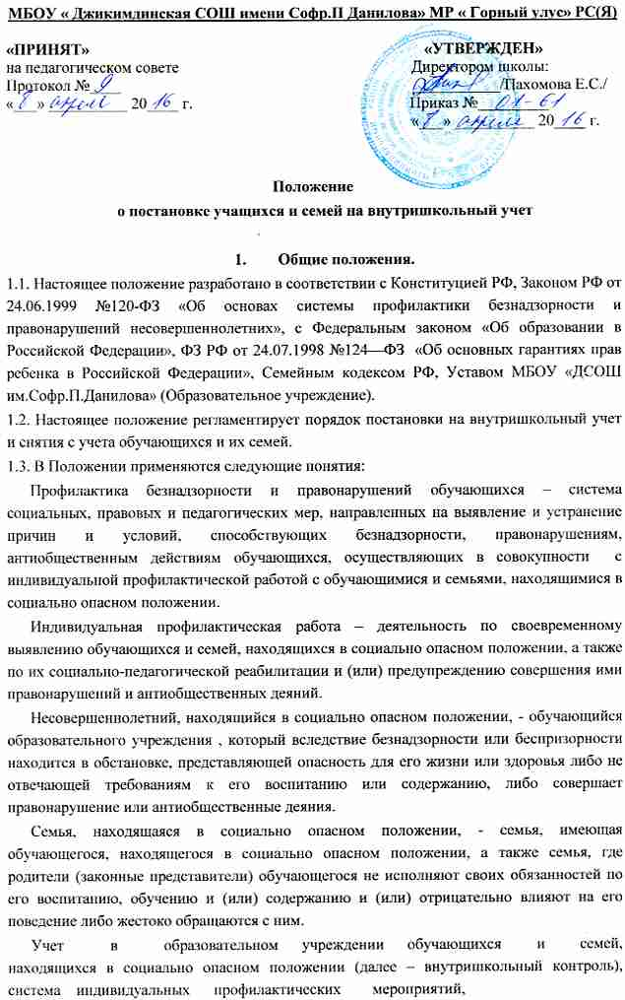 МБОУ « Джикимдинская СОШ имени Софр.П Данилова» МР « Горный улус» РС(Я)
«ПРИНЯТ» «УТВЕРЖДЕН»
на педагогическом совете Директором школы:
Протокол № 9 /Пахомова Е.С./
« 8 » апреля 20 16 г. Приказ № 01-61
« 8 » апреля 20 16 г.
Положение
о постановке учащихся и семей на внутришкольный учет
1. Общие положения.
1.1. Настоящее положение разработано в соответствии с Конституцией РФ, Законом РФ от
24.06.1999 №120-ФЗ «Об основах системы профилактики безнадзорности и
правонарушений несовершеннолетних», с Федеральным законом «Об образовании в
Российской Федерации», ФЗ РФ от 24.07.1998 №124—ФЗ «Об основных гарантиях прав
ребенка в Российской Федерации», Семейным кодексом РФ, Уставом МБОУ «ДСОШ
им.Софр.П.Данилова» (Образовательное учреждение).
1.2. Настоящее положение регламентирует порядок постановки на внутришкольный учет
и снятия с учета обучающихся и их семей.
1.3. В Положении применяются следующие понятия:
Профилактика безнадзорности и правонарушений обучающихся – система
социальных, правовых и педагогических мер, направленных на выявление и устранение
причин и условий, способствующих безнадзорности, правонарушениям,
антиобщественным действиям обучающихся, осуществляющих в совокупности с
индивидуальной профилактической работой с обучающимися и семьями, находящимися в
социально опасном положении.
Индивидуальная профилактическая работа – деятельность по своевременному
выявлению обучающихся и семей, находящихся в социально опасном положении, а также
по их социально-педагогической реабилитации и (или) предупреждению совершения ими
правонарушений и антиобщественных деяний.
Несовершеннолетний, находящийся в социально опасном положении, - обучающийся
образовательного учреждения , который вследствие безнадзорности или беспризорности
находится в обстановке, представляющей опасность для его жизни или здоровья либо не
отвечающей требованиям к его воспитанию или содержанию, либо совершает
правонарушение или антиобщественные деяния.
Семья, находящаяся в социально опасном положении, - семья, имеющая
обучающегося, находящегося в социально опасном положении, а также семья, где
родители (законные представители) обучающегося не исполняют своих обязанностей по
его воспитанию, обучению и (или) содержанию и (или) отрицательно влияют на его
поведение либо жестоко обращаются с ним.
Учет в образовательном учреждении обучающихся и семей,
находящихся в социально опасном положении (далее – внутришкольный контроль),
система индивидуальных профилактических мероприятий,